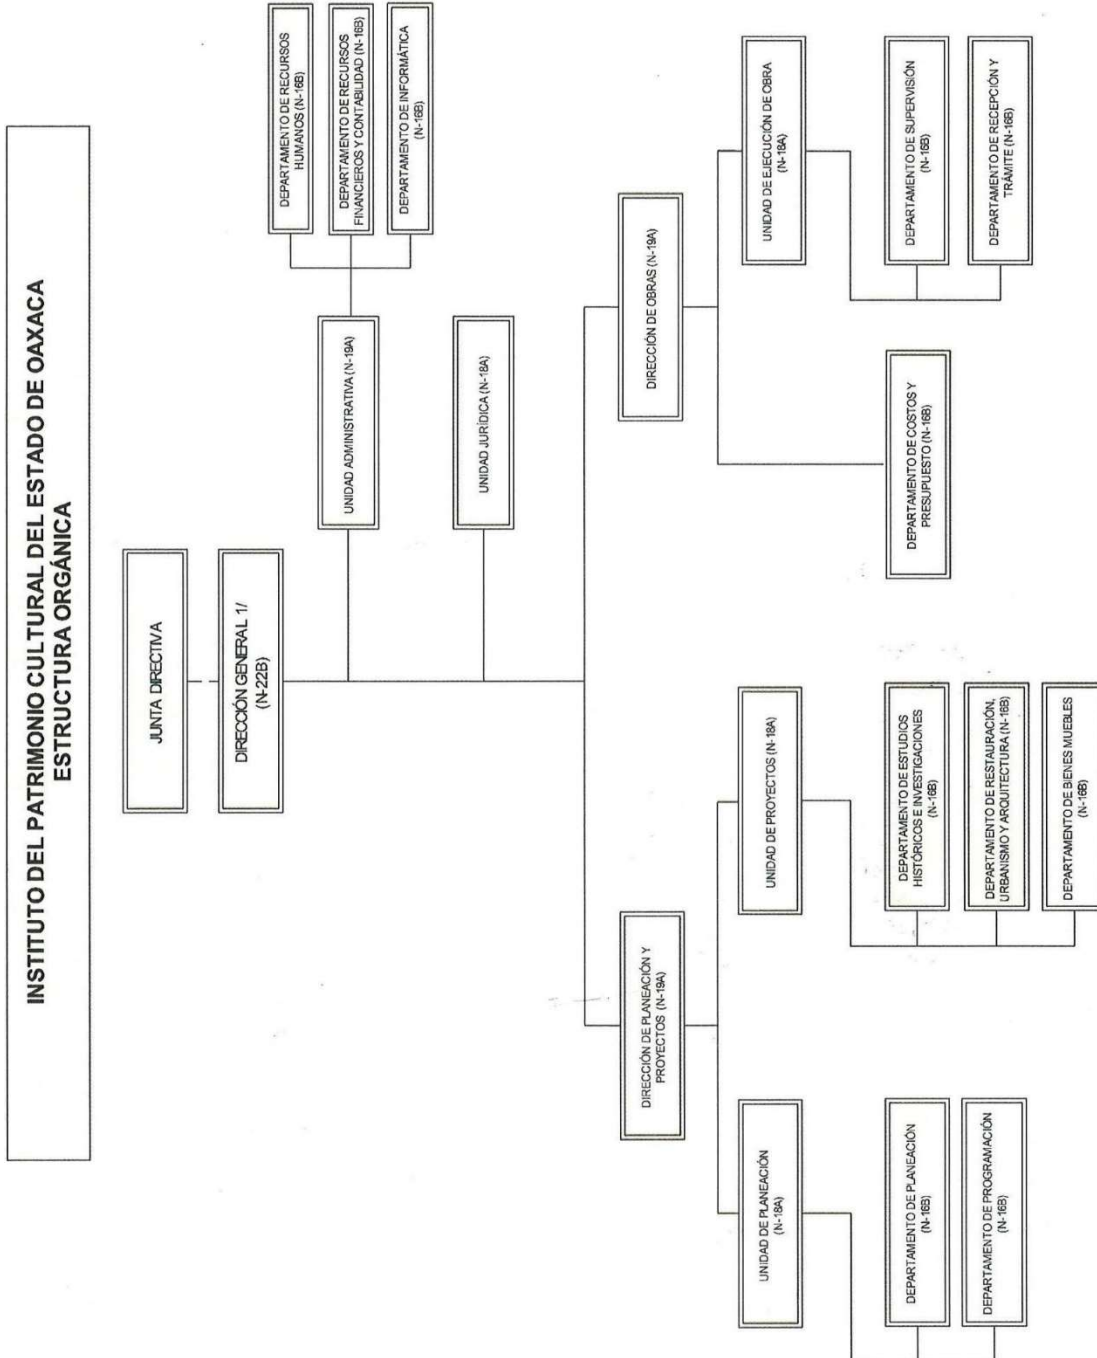 INSTITUTO DEL PATRIMONIO CULTURAL DEL ESTADO DE OAXACA
ESTRUCTURA ORGÁNICA
JUNTA DIRECTIVA
DIRECCIÓN GENERAL 1/
(N-22B)
UNIDAD ADMINISTRATIVA (N-19A)
DEPARTAMENTO DE RECURSOS
HUMANOS (N-16B)
DEPARTAMENTO DE RECURSOS
FINANCIEROS Y CONTABILIDAD (N-16B)
DEPARTAMENTO DE INFORMÁTICA
(N-16B)
UNIDAD JURÍDICA (N-18A)
DIRECCIÓN DE PLANEACIÓN Y
PROYECTOS (N-19A)
DIRECCIÓN DE OBRAS (N-19A)
UNIDAD DE PLANEACIÓN
(N-18A)
UNIDAD DE PROYECTOS (N-18A)
UNIDAD DE EJECUCIÓN DE OBRA
(N-18A)
DEPARTAMENTO DE PLANEACIÓN
(N-16B)
DEPARTAMENTO DE PROGRAMACIÓN
(N-16B)
DEPARTAMENTO DE ESTUDIOS
HISTÓRICOS E INVESTIGACIONES
(N-16B)
DEPARTAMENTO DE RESTAURACIÓN,
URBANISMO Y ARQUITECTURA (N-16B)
DEPARTAMENTO DE BIENES MUEBLES
(N-16B)
DEPARTAMENTO DE COSTOS Y
PRESUPUESTO (N-16B)
DEPARTAMENTO DE SUPERVISIÓN
(N-16B)
DEPARTAMENTO DE RECEPCIÓN Y
TRÁMITE (N-16B)